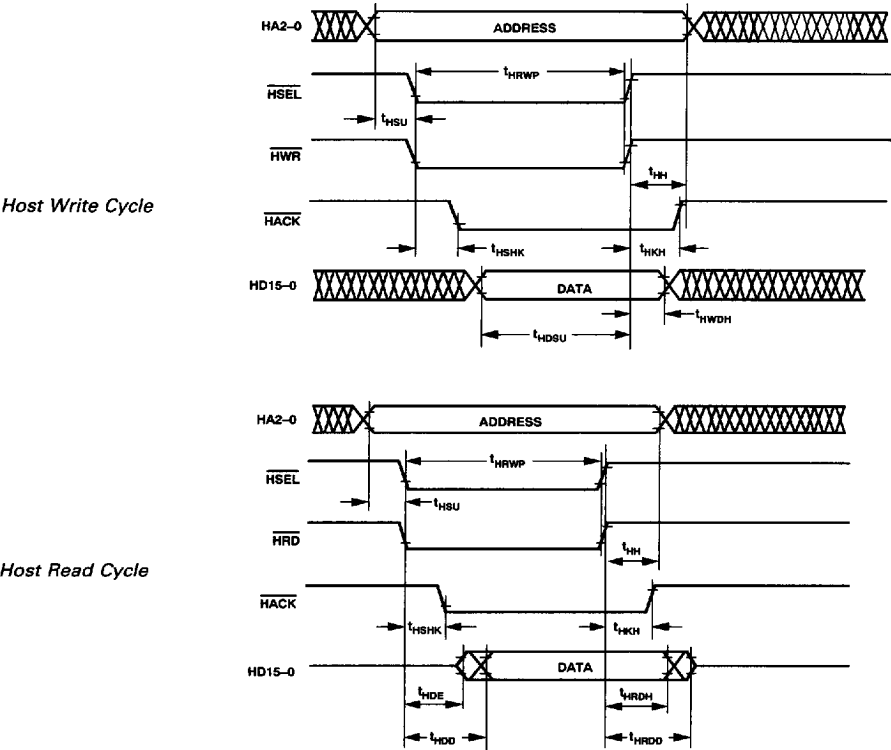 HA2–0
ADDRESS
tHRWP
HSEL
tHSU
HWR
tHH
Host Write Cycle
HACK
tHSHK
tHKH
HD15–0
DATA
tHWDH
tHDSU
HA2–0
ADDRESS
tHRWP
HSEL
tHSU
HRD
tHH
Host Read Cycle
HACK
tHSHK
tHKH
HD15–0
DATA
tHDE
tHRDH
tHDD
tHRDD